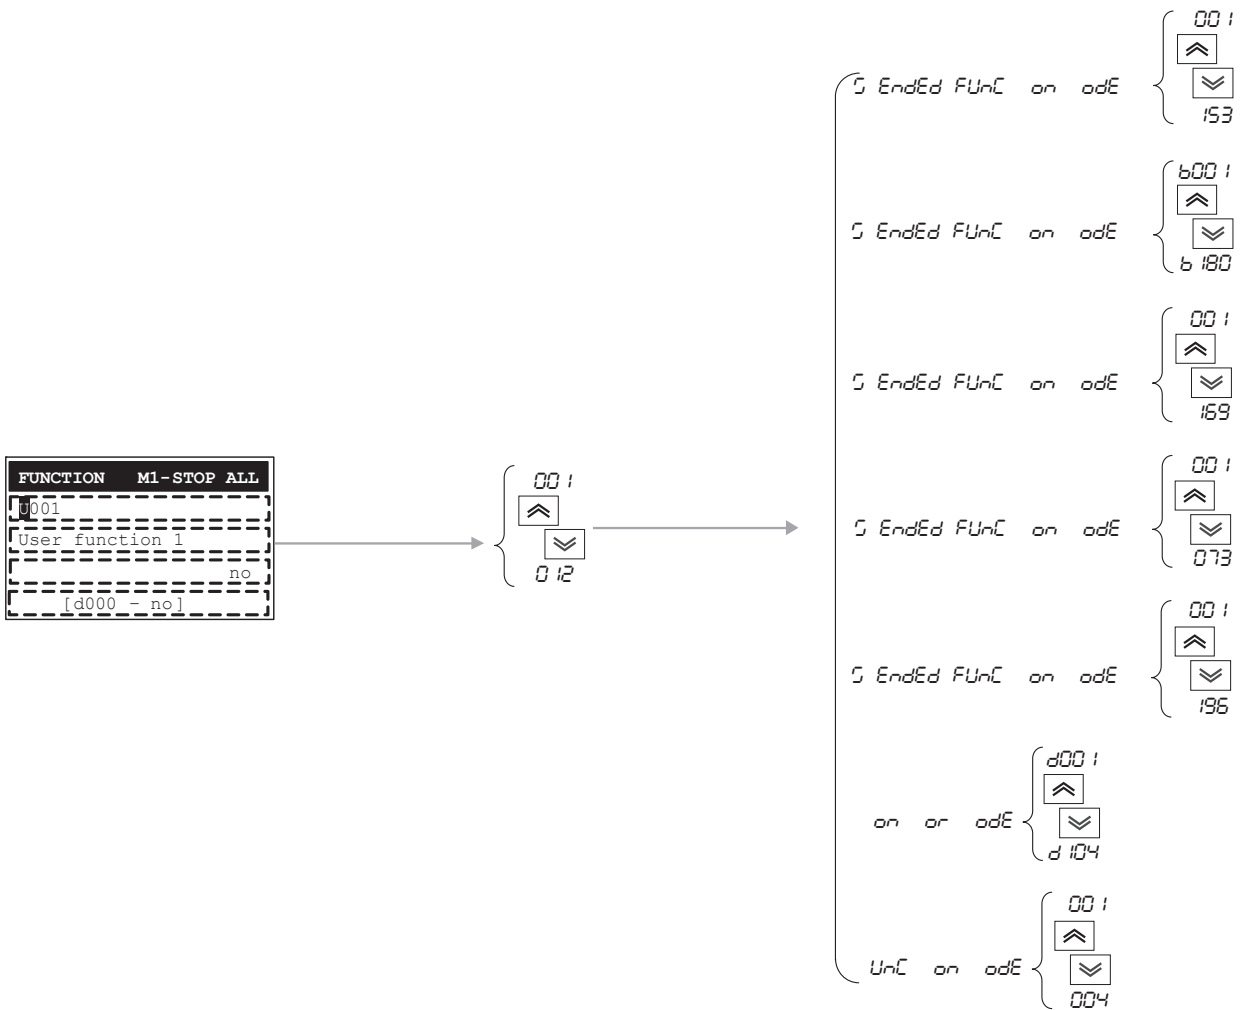 FUNCTION M1-STOP ALL
U001
User function 1
no
[d000 - no]
001
012
001
EndEd FUnC on odE
153
b001
EndEd FUnC on odE
b180
001
EndEd FUnC on odE
169
001
EndEd FUnC on odE
073
001
EndEd FUnC on odE
196
d001
on or odE
d104
001
UnC on odE
004